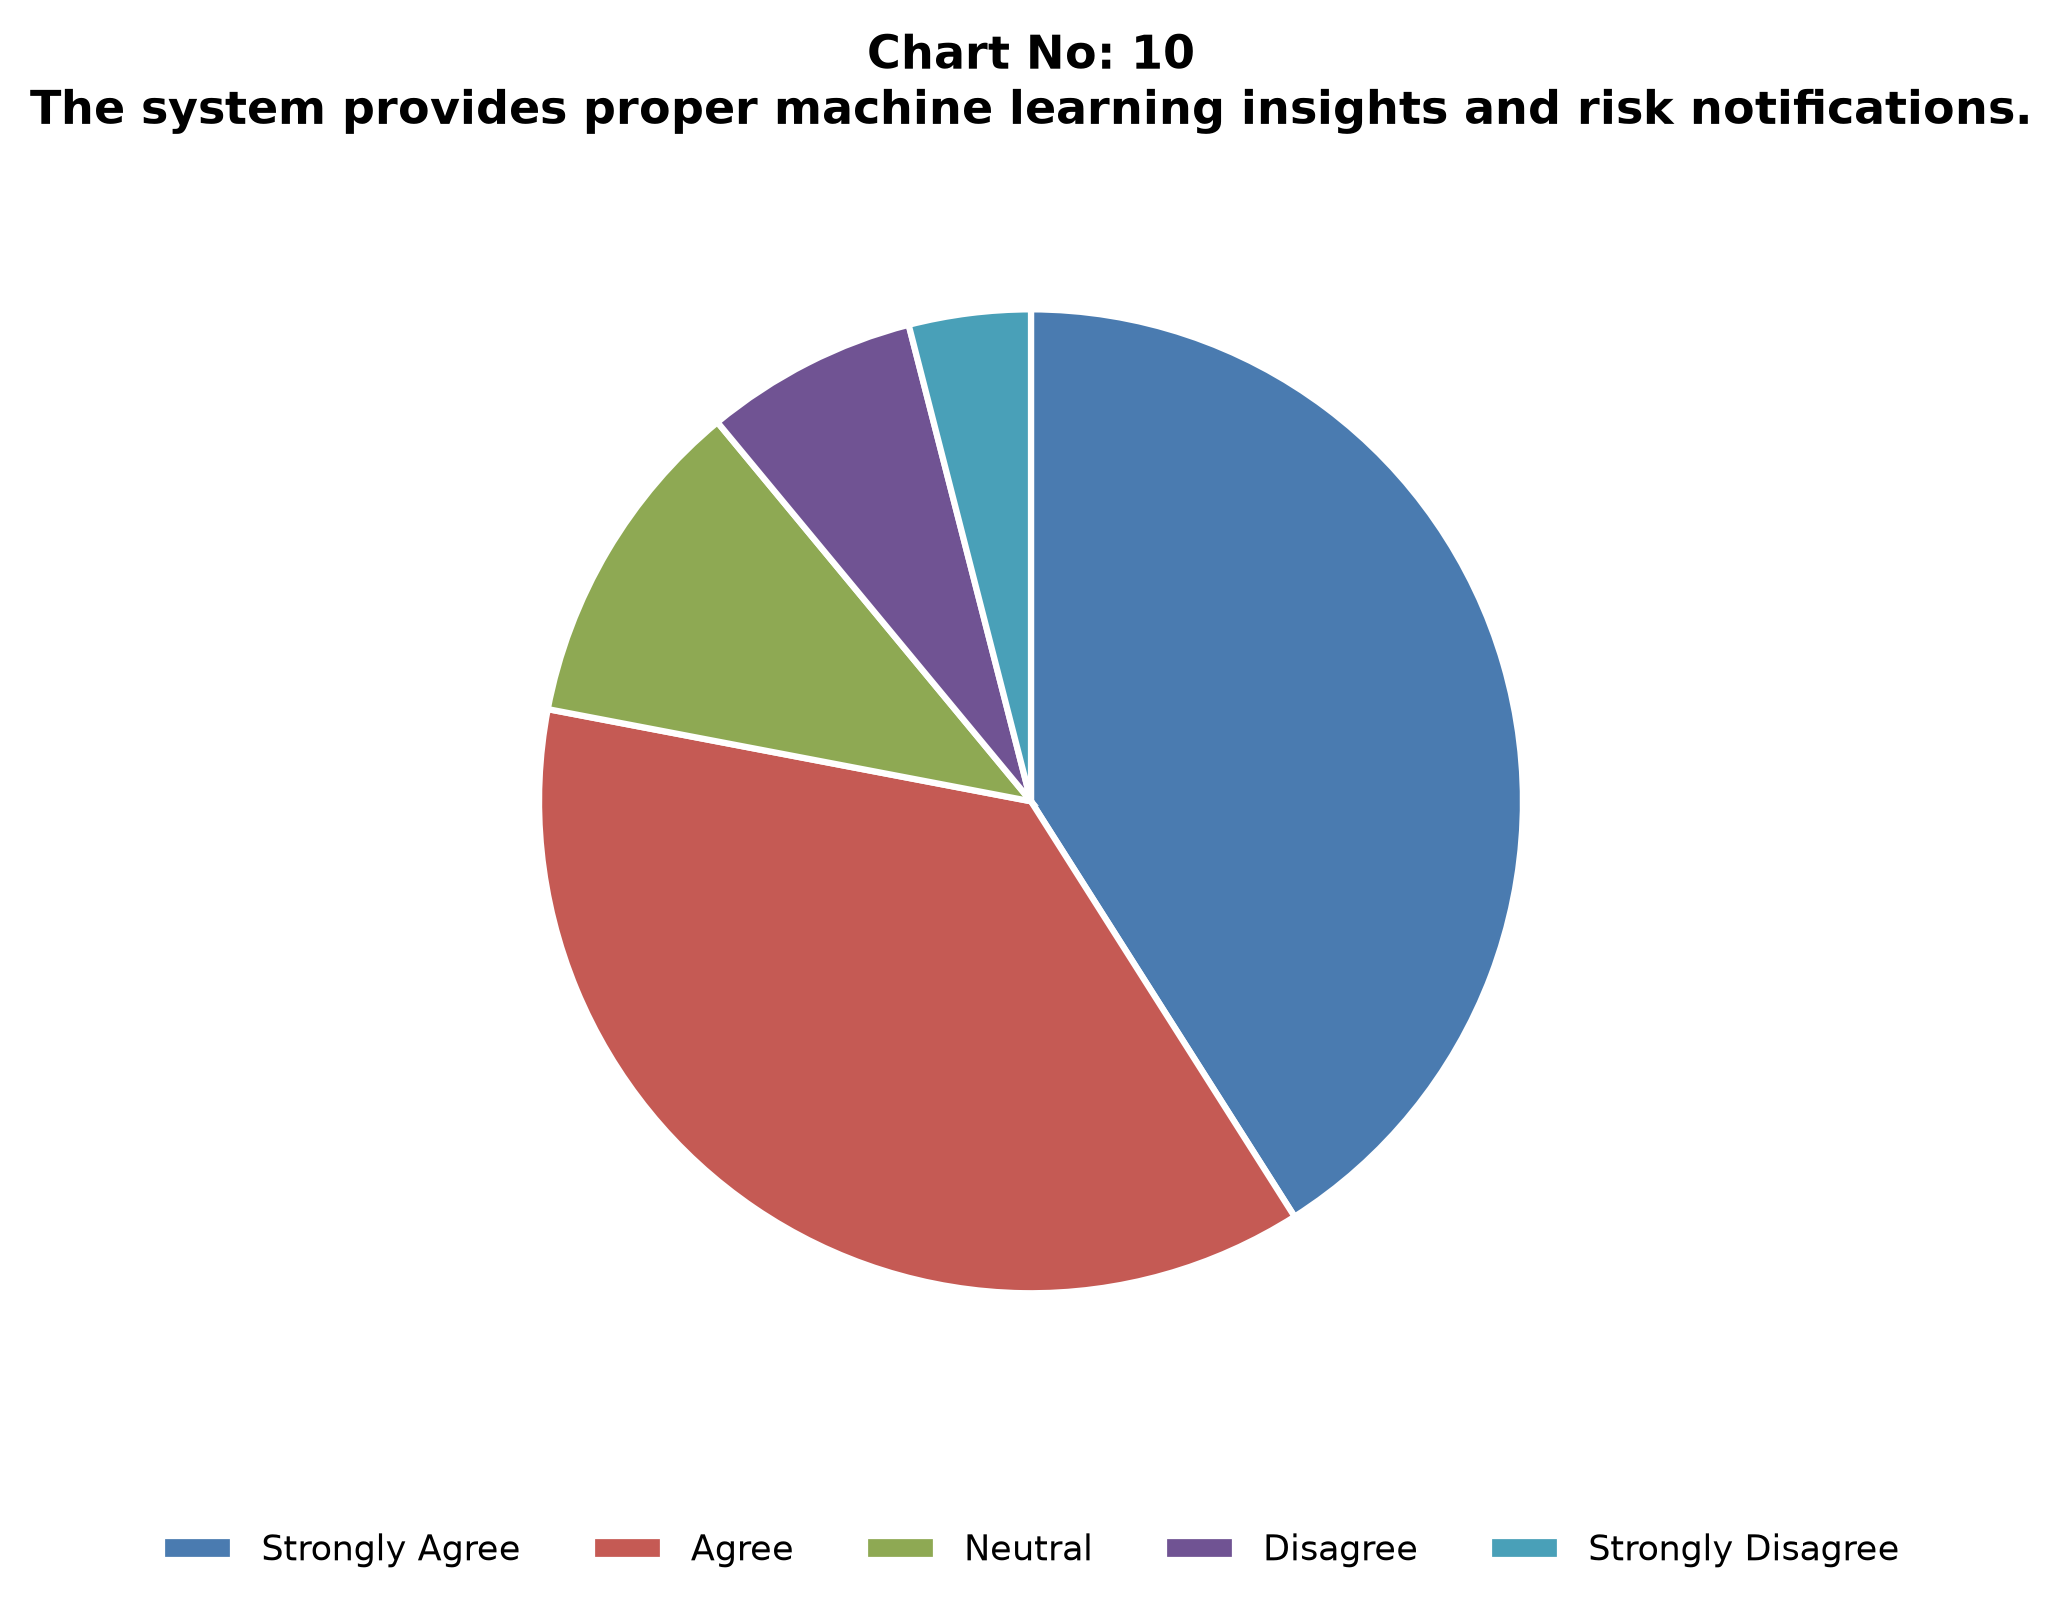 Chart No: 10
The system provides proper machine learning insights and risk notifications.
Strongly Agree
Agree
Neutral
Disagree
Strongly Disagree